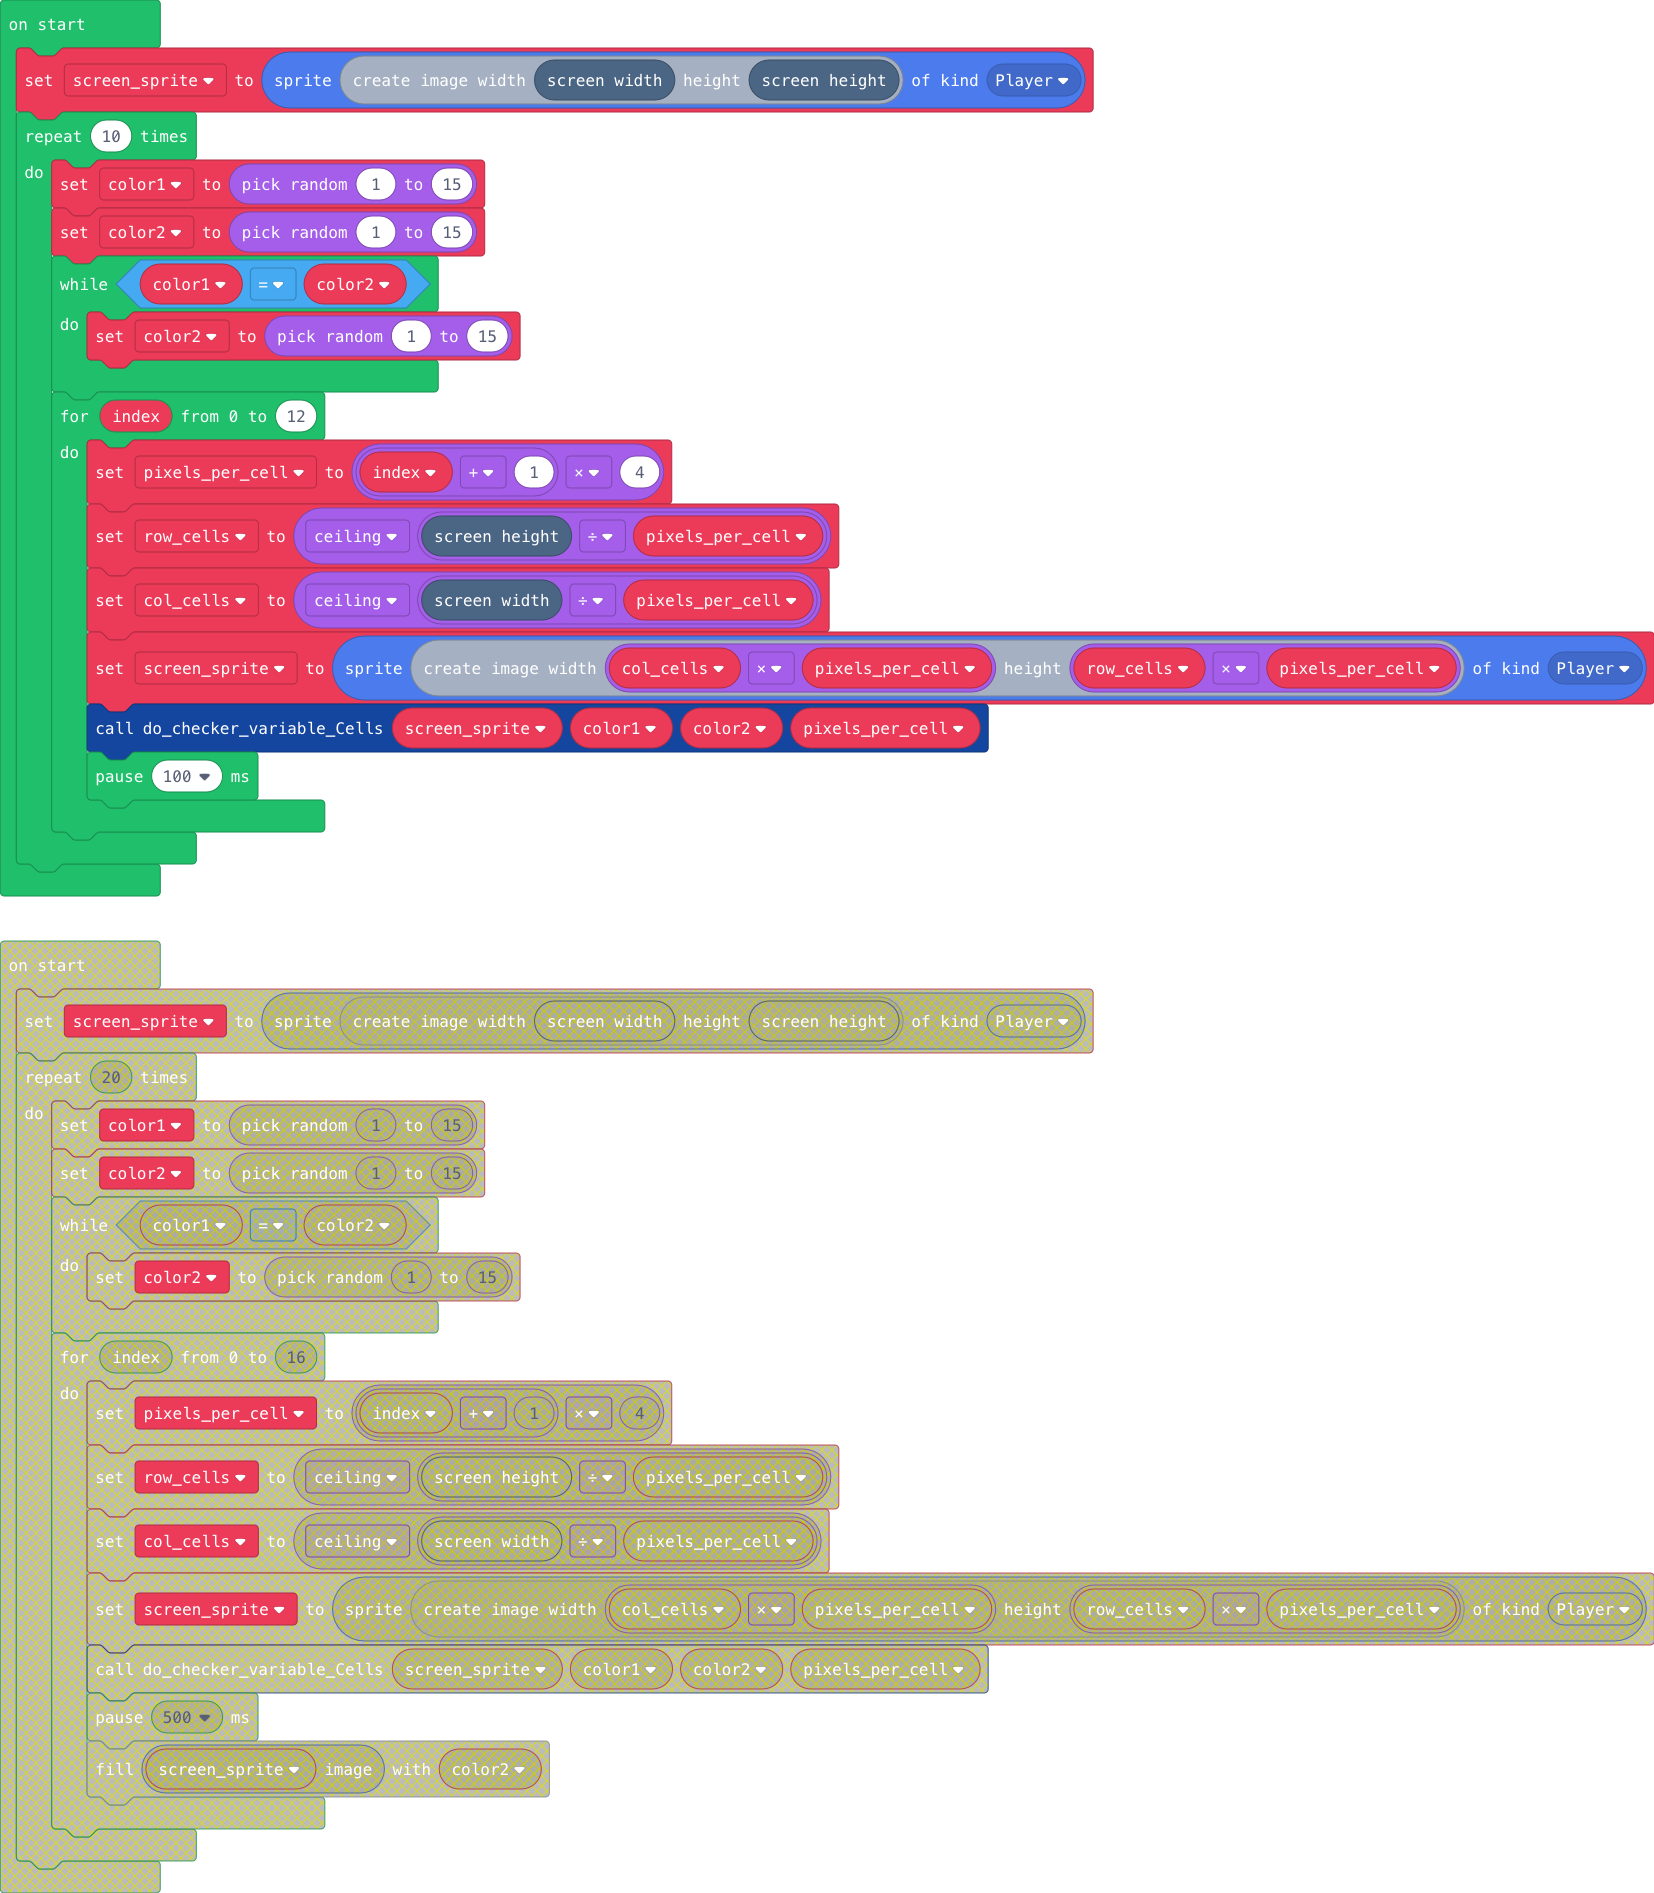 on start
set screen_sprite to sprite create image width screen width height screen height of kind Player
repeat 10 times
do
set color1 to pick random 1 to 15
set color2 to pick random 1 to 15
while color1 = color2
do
set color2 to pick random 1 to 15
for index from 0 to 12
do
set pixels_per_cell to index + 1 × 4
set row_cells to ceiling screen height ÷ pixels_per_cell
set col_cells to ceiling screen width ÷ pixels_per_cell
set screen_sprite to sprite create image width col_cells × pixels_per_cell height row_cells × pixels_per_cell of kind Player
call do_checker_variable_Cells screen_sprite color1 color2 pixels_per_cell
pause 100 ms
on start
set screen_sprite to sprite create image width screen width height screen height of kind Player
repeat 20 times
do
set color1 to pick random 1 to 15
set color2 to pick random 1 to 15
while color1 = color2
do
set color2 to pick random 1 to 15
for index from 0 to 16
do
set pixels_per_cell to index + 1 × 4
set row_cells to ceiling screen height ÷ pixels_per_cell
set col_cells to ceiling screen width ÷ pixels_per_cell
set screen_sprite to sprite create image width col_cells × pixels_per_cell height row_cells × pixels_per_cell of kind Player
call do_checker_variable_Cells screen_sprite color1 color2 pixels_per_cell
pause 500 ms
fill screen_sprite image with color2